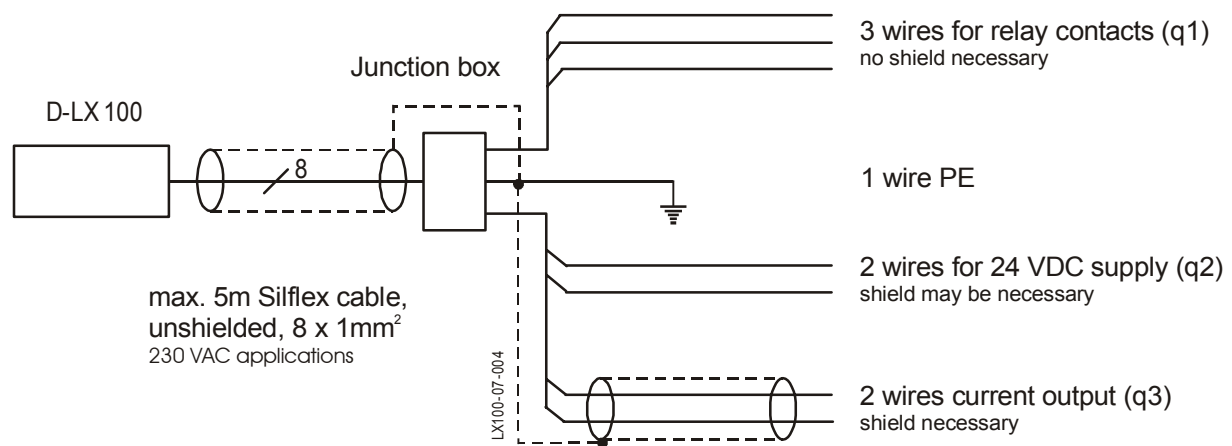 3 wires for relay contacts (q1)
no shield necessary
Junction box
D-LX 100
8
1 wire PE
2 wires for 24 VDC supply (q2)
shield may be necessary
max. 5m Silflex cable,
unshielded, 8 x 1mm²
230 VAC applications
LX100-07-004
2 wires current output (q3)
shield necessary